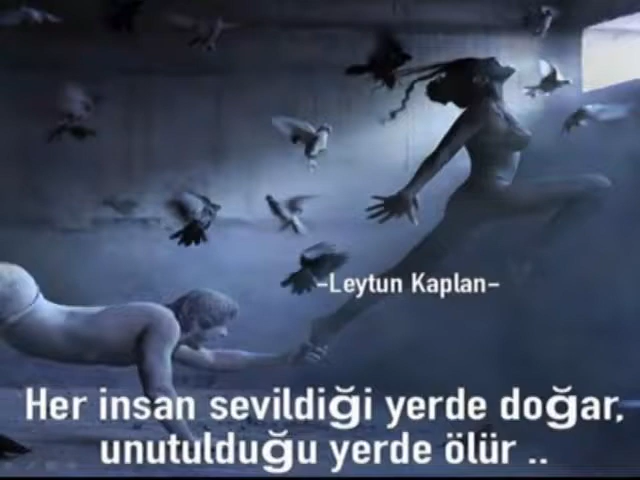 -Leytun Kaplan-
Her insan sevildiği yerde doğar,
unutulduğu yerde ölür ..